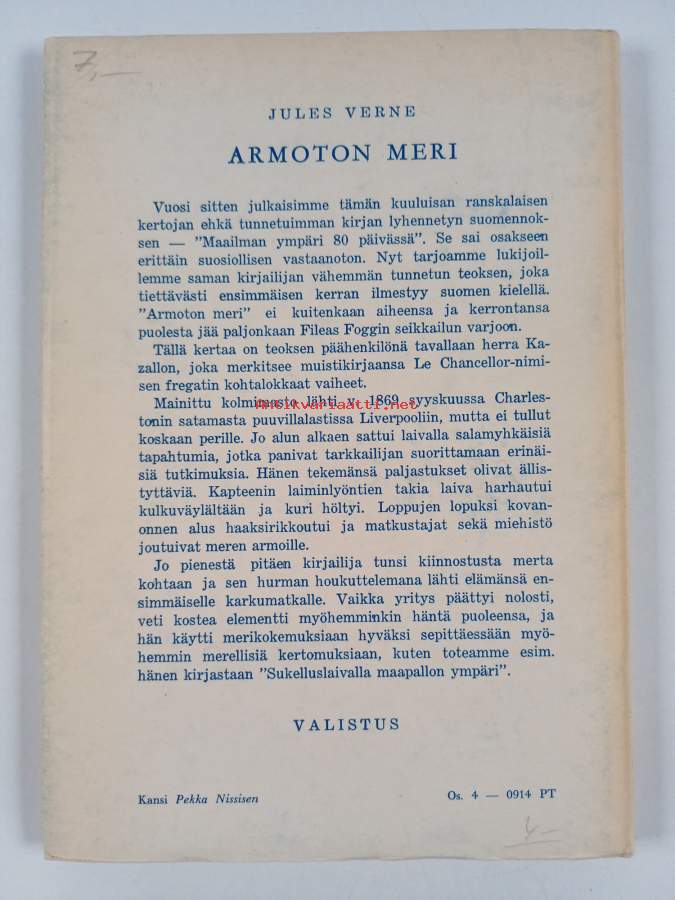 7,—
JULES VERNE
ARMOTON MERI
Vuosi sitten julkaisimme tämän kuuluisan ranskalaisen
kertojan ehkä tunnetuimman kirjan lyhennetyn suomennok-
sen — "Maailman ympäri 80 päivässä". Se sai osakseen
erittäin suosiollisen vastaanoton. Nyt tarjoamme lukijoil-
lemme saman kirjailijan vähemmän tunnetun teoksen, joka
tiettävästi ensimmäisen kerran ilmestyy suomen kielellä.
"Armoton meri" ei kuitenkaan aiheensa ja kerrontansa
puolesta jää paljonkaan Fileas Foggin seikkailun varjoon.
Tällä kertaa on teoksen päähenkilönä tavallaan herra Ka-
zallon, joka merkitsee muistikirjaansa Le Chancellor-nimi-
sen fregatin kohtalokkaat vaiheet.
Mainittu kolmimasto lähti v. 1869 syyskuussa Charles-
tonin satamasta puuvillalastissa Liverpooliin, mutta ei tullut
koskaan perille. Jo alun alkaen sattui laivalla salamyhkäisiä
tapahtumia, jotka panivat tarkkailijan suorittamaan erinäi-
siä tutkimuksia. Hänen tekemänsä paljastukset olivat ällis-
tyttäviä. Kapteenin laiminlyöntien takia laiva harhautui
kulkuväylältään ja kuri höltyi. Loppujen lopuksi kovan-
onnen alus haaksirikkoutui ja matkustajat sekä miehistö
joutuivat meren armoille.
Jo pienestä pitäen kirjailija tunsi kiinnostusta merta
kohtaan ja sen hurman houkuttelemana lähti elämänsä en-
simmäiselle karkumatkalle. Vaikka yritys päättyi nolosti,
veti kostea elementti myöhemminkin häntä puoleensa, ja
hän käytti merikokemuksiaan hyväksi sepittäessään myö-
hemmin merellisiä kertomuksiaan, kuten toteamme esim.
hänen kirjastaan "Sukelluslaivalla maapallon ympäri".
VALISTUS
Kansi Pekka Nissisen
Os. 4 — 0914 PT
4—
Antikvariaatti.net